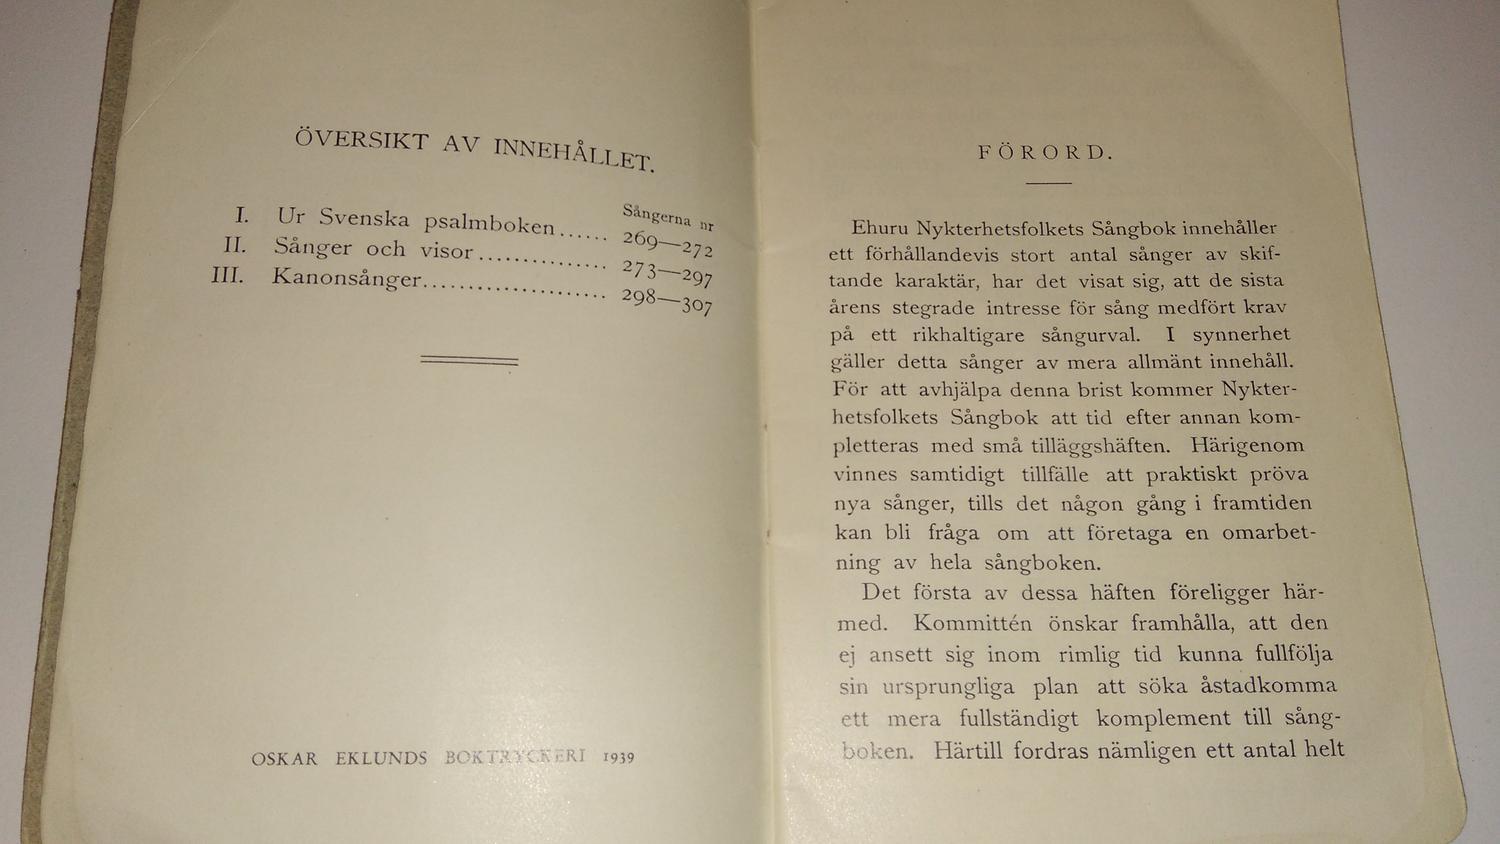 ÖVERSIKT AV INNEHÅLLET.
Sångerna nr
I. Ur Svenska psalmboken...... 269—272
II. Sånger och visor............... 273—297
III. Kanonsånger..................... 298—307
OSKAR EKLUNDS BOKTRYCKERI 1939
FÖRORD.
Ehuru Nykterhetsfolkets Sångbok innehåller
ett förhållandevis stort antal sånger av skif-
tande karaktär, har det visat sig, att de sista
årens stegrade intresse för sång medfört krav
på ett rikhaltigare sångurval. I synnerhet
gäller detta sånger av mera allmänt innehåll.
För att avhjälpa denna brist kommer Nykter-
hetsfolkets Sångbok att tid efter annan kom-
pletteras med små tilläggshäften. Härigenom
vinnes samtidigt tillfälle att praktiskt pröva
nya sånger, tills det någon gång i framtiden
kan bli fråga om att företaga en omarbet-
ning av hela sångboken.
Det första av dessa häften föreligger här-
med. Kommittén önskar framhålla, att den
ej ansett sig inom rimlig tid kunna fullfölja
sin ursprungliga plan att söka åstadkomma
ett mera fullständigt komplement till sång-
boken. Härtill fordras nämligen ett antal helt